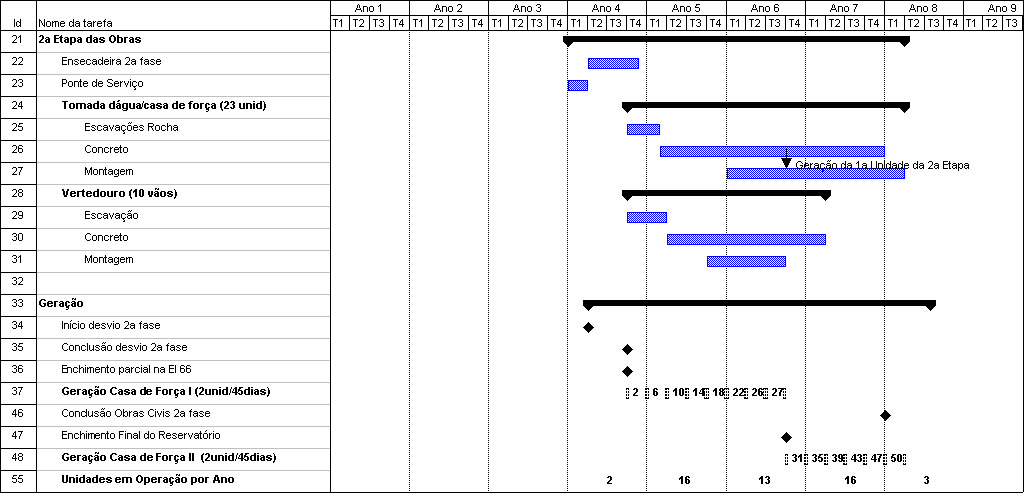 Ano 1 Ano 2 Ano 3 Ano 4 Ano 5 Ano 6 Ano 7 Ano 8 Ano 9
Id Nome da tarefa T1 T2 T3 T4 T1 T2 T3 T4 T1 T2 T3 T4 T1 T2 T3 T4 T1 T2 T3 T4 T1 T2 T3 T4 T1 T2 T3 T4 T1 T2 T3 T4 T1 T2 T3
21 2a Etapa das Obras
22 Ensecadeira 2a fase
23 Ponte de Serviço
24 Tomada dágua/casa de força (23 unid)
25 Escavações Rocha
26 Concreto
Geração da 1a Unidade da 2a Etapa
27 Montagem
28 Vertedouro (10 vãos)
29 Escavação
30 Concreto
31 Montagem
32
33 Geração
34 Início desvio 2a fase
35 Conclusão desvio 2a fase
36 Enchimento parcial na El 66
37 Geração Casa de Força I (2unid/45dias) 2 6 10 14 18 22 26 27
46 Conclusão Obras Civis 2a fase
47 Enchimento Final do Reservatório
48 Geração Casa de Força II (2unid/45dias) 31 35 39 43 47 50
55 Unidades em Operação por Ano 2 16 13 16 3